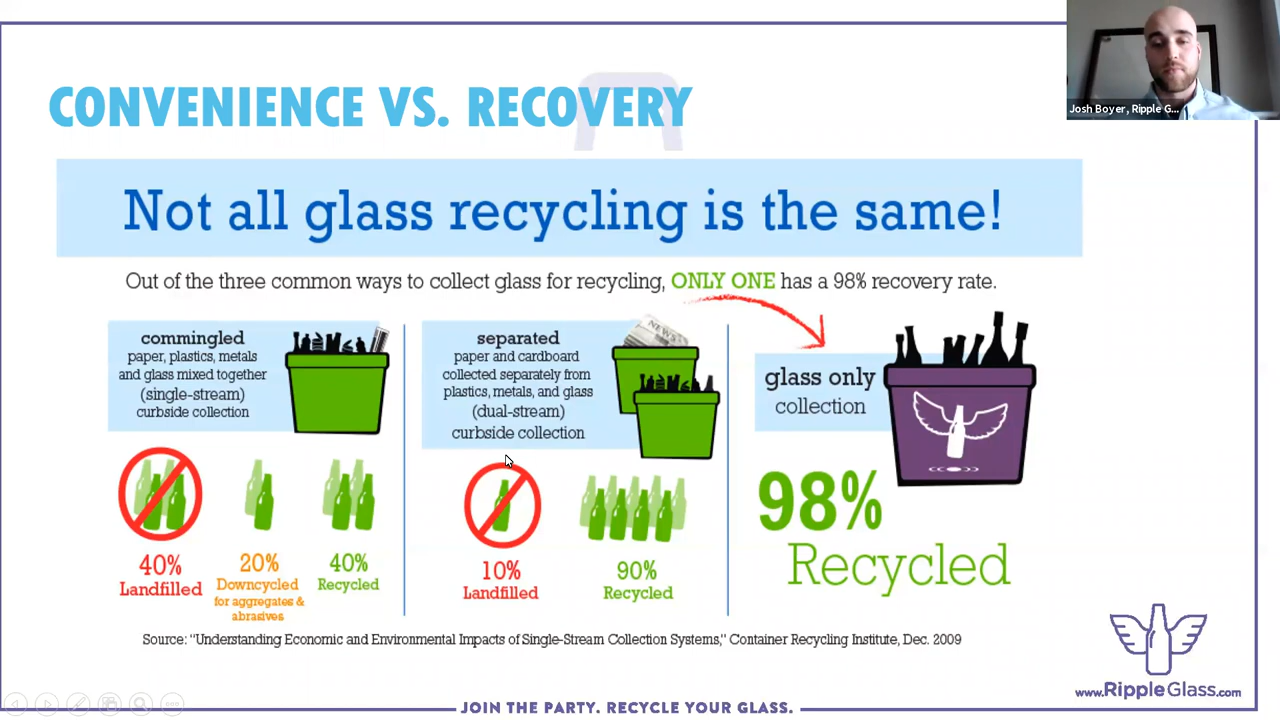 CONVENIENCE VS. RECOVERY
Josh Boyer, Ripple G...
Not all glass recycling is the same!
Out of the three common ways to collect glass for recycling, ONLY ONE has a 98% recovery rate.
commingled
paper, plastics, metals
and glass mixed together
(single-stream)
curbside collection
40%
Landfilled
20%
Downcycled
for aggregates &
abrasives
40%
Recycled
NEWS
separated
paper and cardboard
collected separately from
plastics, metals, and glass
(dual-stream)
curbside collection
10%
Landfilled
90%
Recycled
glass only
collection
98%
Recycled
Source: "Understanding Economic and Environmental Impacts of Single-Stream Collection Systems," Container Recycling Institute, Dec. 2009
www.RippleGlass.com
JOIN THE PARTY. RECYCLE YOUR GLASS.